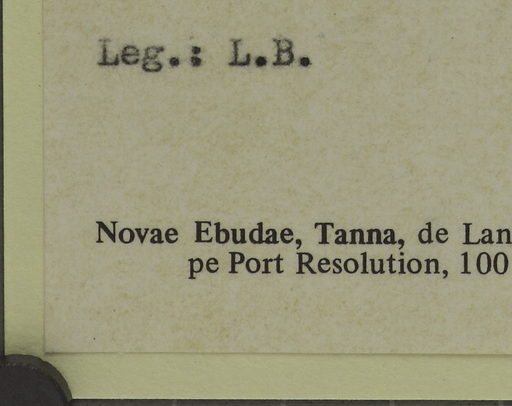 Leg.: L.B.
Novae Ebudae, Tanna, de Lan
pe Port Resolution, 100